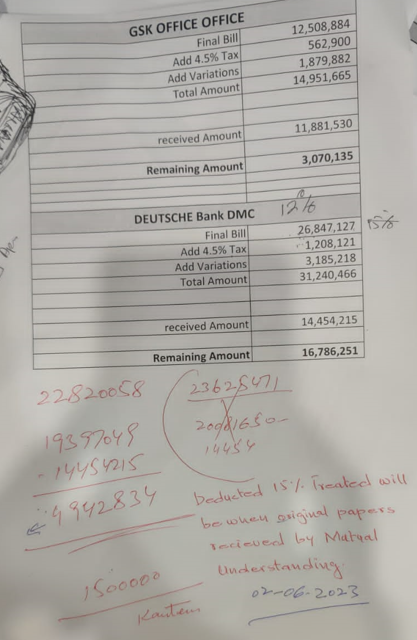 GSK OFFICE OFFICE
Final Bill 12,508,884
Add 4.5% Tax 562,900
Add Variations 1,879,882
Total Amount 14,951,665
received Amount 11,881,530
Remaining Amount 3,070,135
12%
DEUTSCHE Bank DMC
Final Bill 26,847,127 15%
Add 4.5% Tax 1,208,121
Add Variations 3,185,218
Total Amount 31,240,466
received Amount 14,454,215
Remaining Amount 16,786,251
22820058
23625471
19397049
20081650-
- 14454215
14454
4942834
Deducted 15% Treated will
be when original papers
recieved by Mutual
Understanding
1500000
02-06-2023